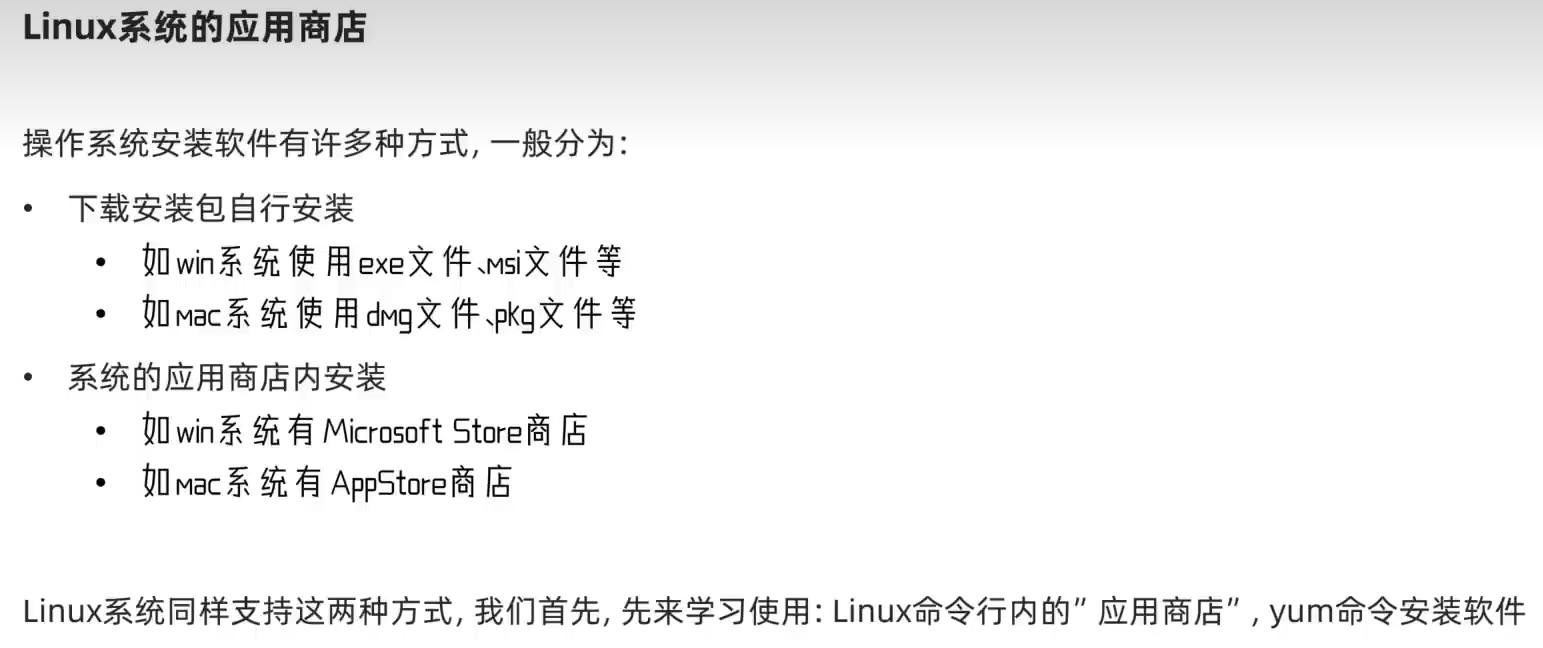 Linux系统的应用商店
操作系统安装软件有许多种方式, 一般分为:
• 下载安装包自行安装
• 如win系统使用exe文件、msi文件等
• 如mac系统使用dmg文件、pkg文件等
• 系统的应用商店内安装
• 如win系统有Microsoft Store商店
• 如mac系统有AppStore商店
Linux系统同样支持这两种方式, 我们首先, 先来学习使用: Linux命令行内的” 应用商店” , yum命令安装软件